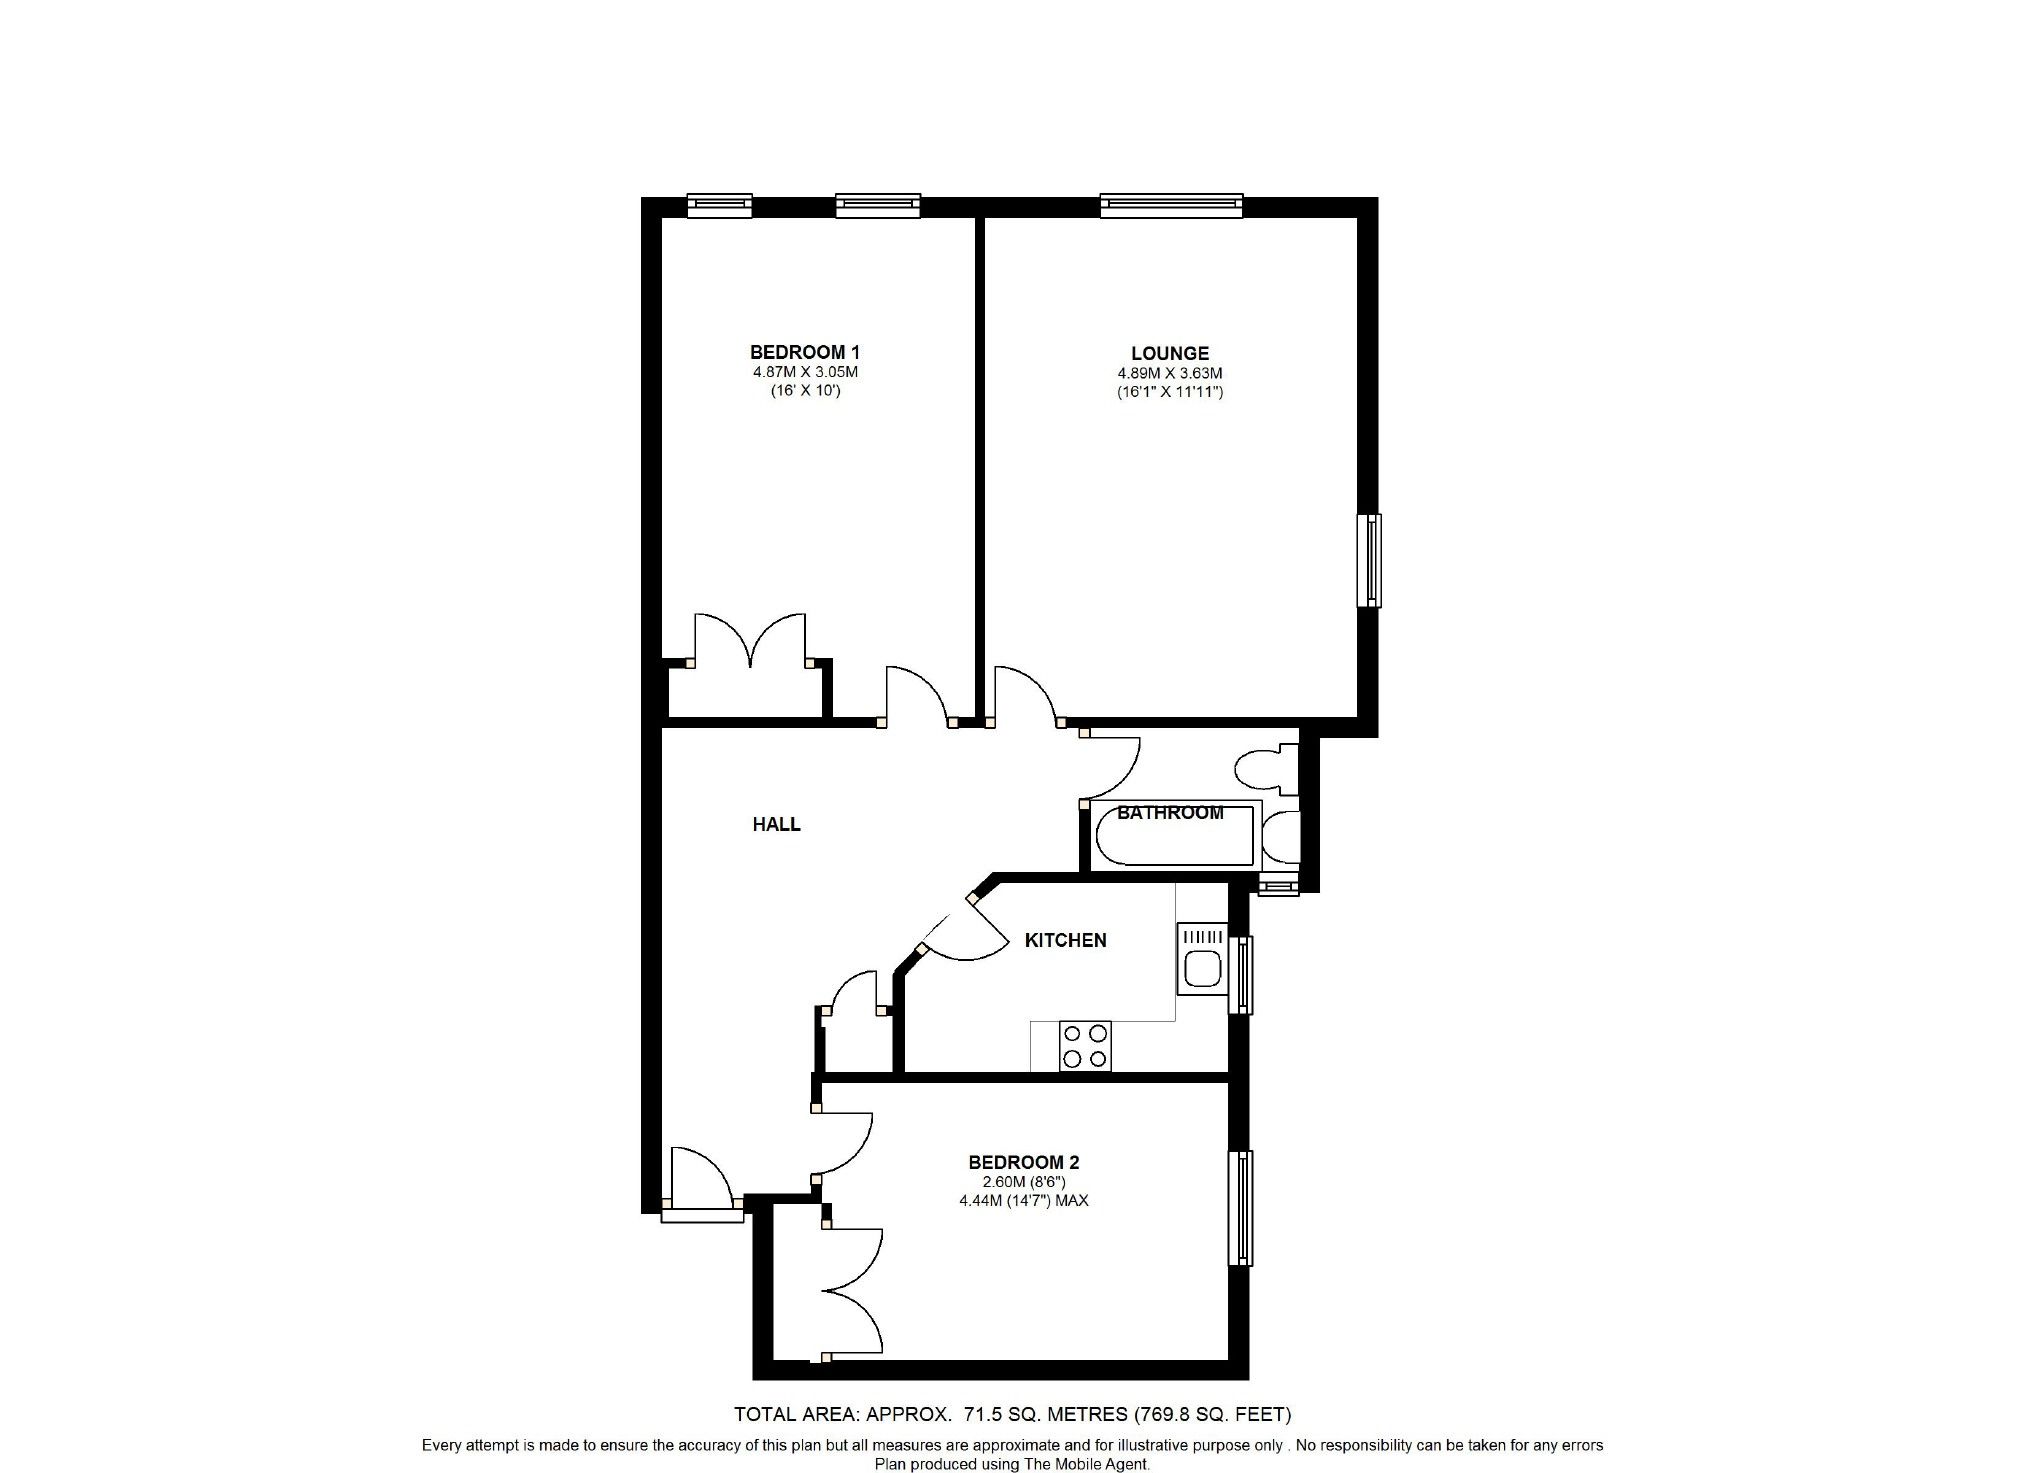 BEDROOM 1
4.87M X 3.05M
(16' X 10')
LOUNGE
4.89M X 3.63M
(16'1" X 11'11")
HALL
BATHROOM
KITCHEN
BEDROOM 2
2.60M (8'6")
4.44M (14'7") MAX
TOTAL AREA: APPROX. 71.5 SQ. METRES (769.8 SQ. FEET)
Every attempt is made to ensure the accuracy of this plan but all measures are approximate and for illustrative purpose only . No responsibility can be taken for any errors
Plan produced using The Mobile Agent.